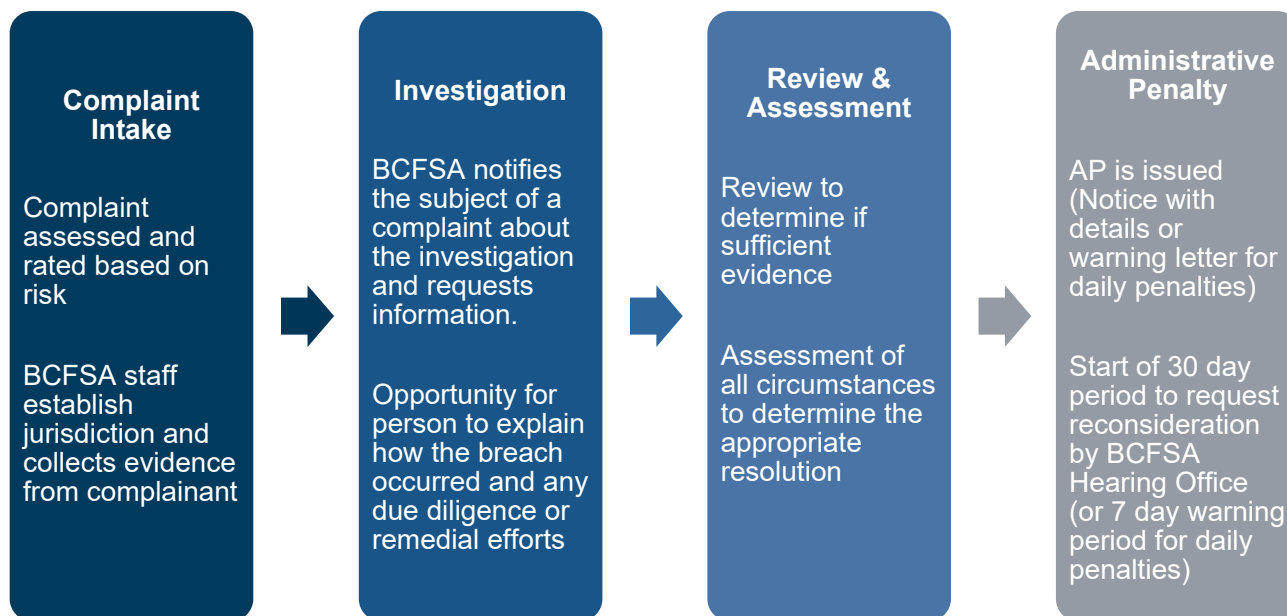 Complaint
Intake
Complaint
assessed and
rated based on
risk
BCFSA staff
establish
jurisdiction and
collects evidence
from complainant
Investigation
BCFSA notifies
the subject of a
complaint about
the investigation
and requests
information.
Opportunity for
person to explain
how the breach
occurred and any
due diligence or
remedial efforts
Review &
Assessment
Review to
determine if
sufficient
evidence
Assessment of
all circumstances
to determine the
appropriate
resolution
Administrative
Penalty
AP is issued
(Notice with
details or
warning letter for
daily penalties)
Start of 30 day
period to request
reconsideration
by BCFSA
Hearing Office
(or 7 day warning
period for daily
penalties)